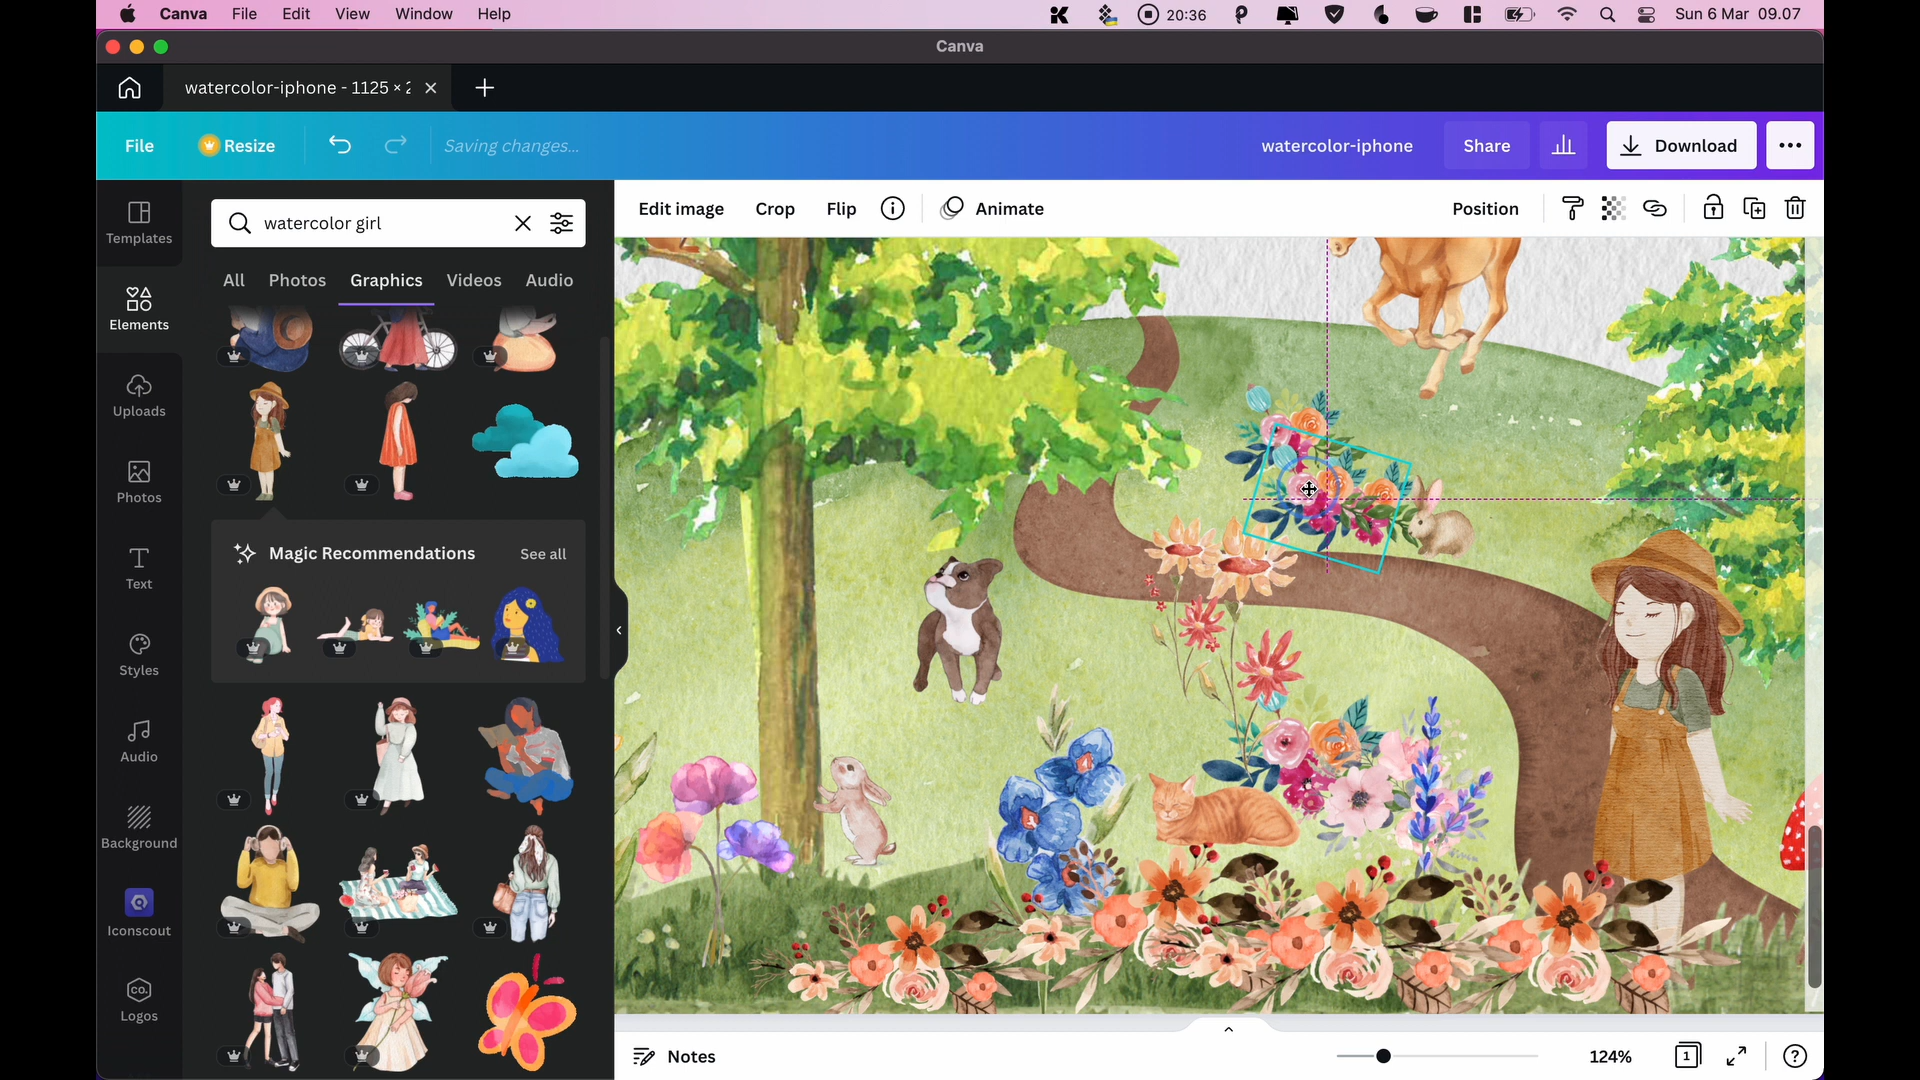 Canva File Edit View Window Help 20:36 Sun 6 Mar 09.07
Canva
watercolor-iphone - 1125 × 2
File Resize Saving changes... watercolor-iphone Share Download
Templates
Elements
Uploads
Photos
Text
Styles
Audio
Background
Iconscout
CO.
Logos
watercolor girl
All Photos Graphics Videos Audio
Magic Recommendations See all
Edit image Crop Flip Animate Position
Notes 124% 1